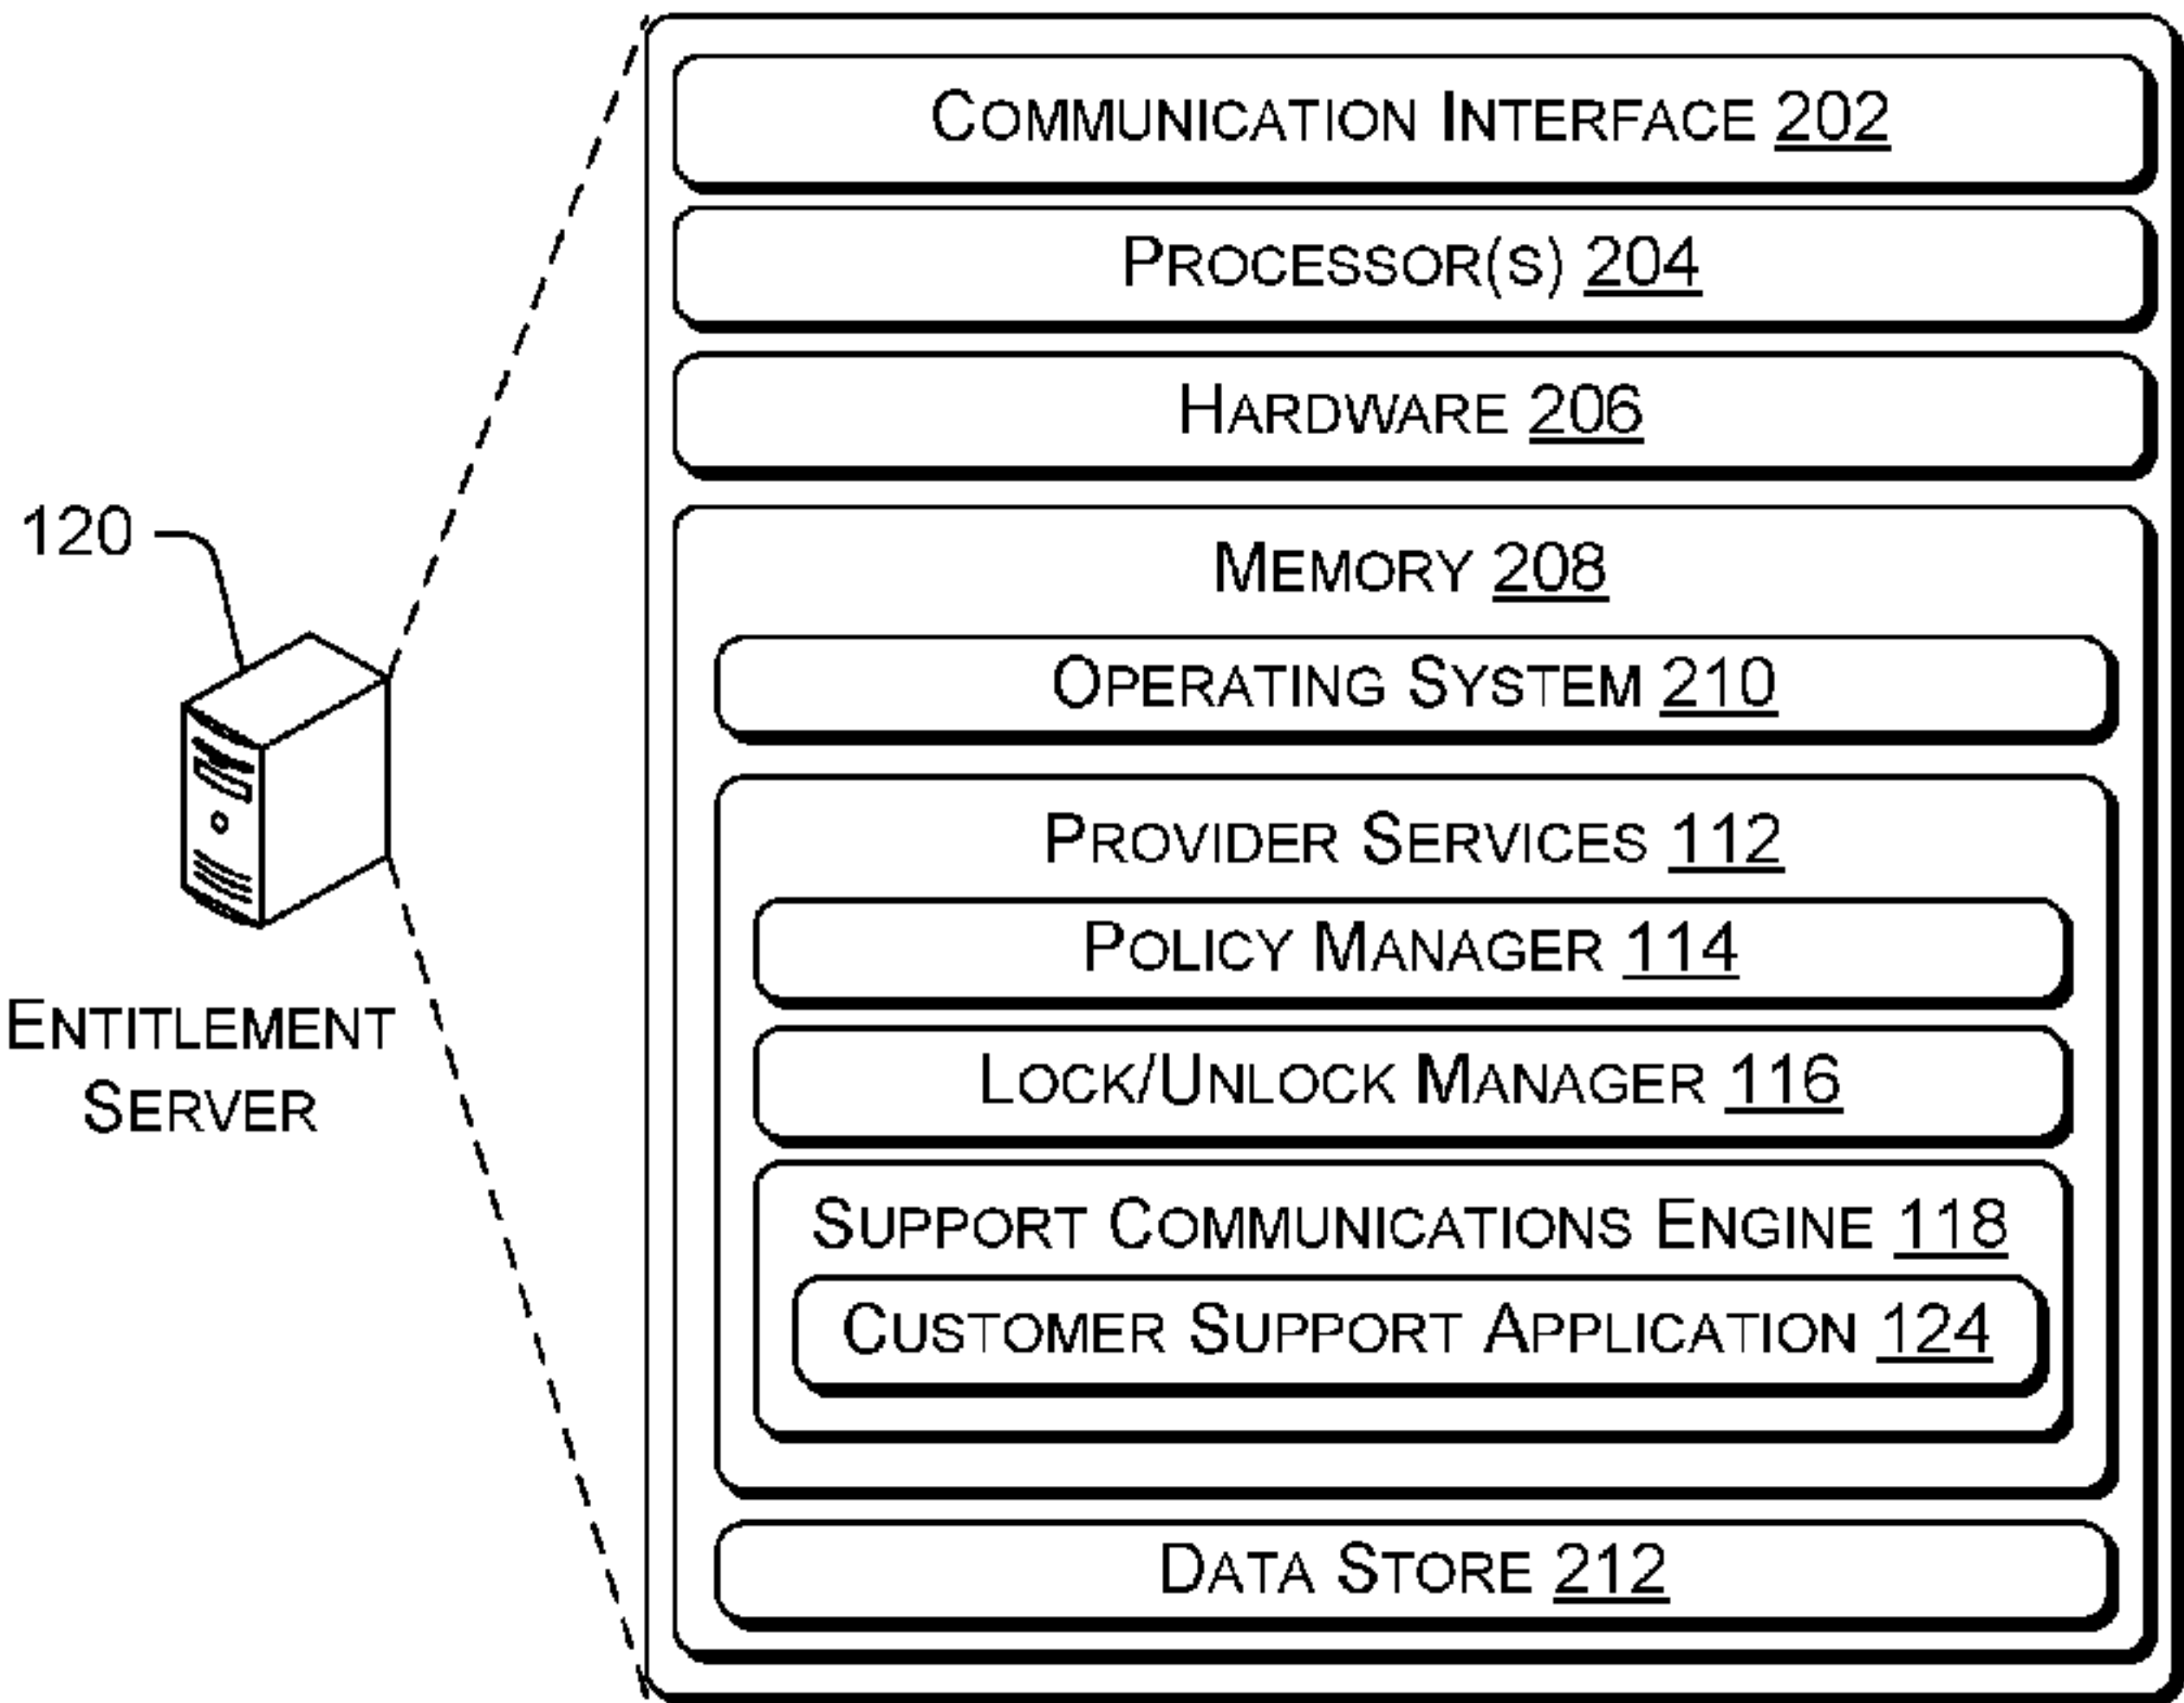 COMMUNICATION INTERFACE 202
PROCESSOR(S) 204
HARDWARE 206
120
MEMORY 208
OPERATING SYSTEM 210
PROVIDER SERVICES 112
POLICY MANAGER 114
ENTITLEMENT
SERVER
LOCK/UNLOCK MANAGER 116
SUPPORT COMMUNICATIONS ENGINE 118
CUSTOMER SUPPORT APPLICATION 124
DATA STORE 212